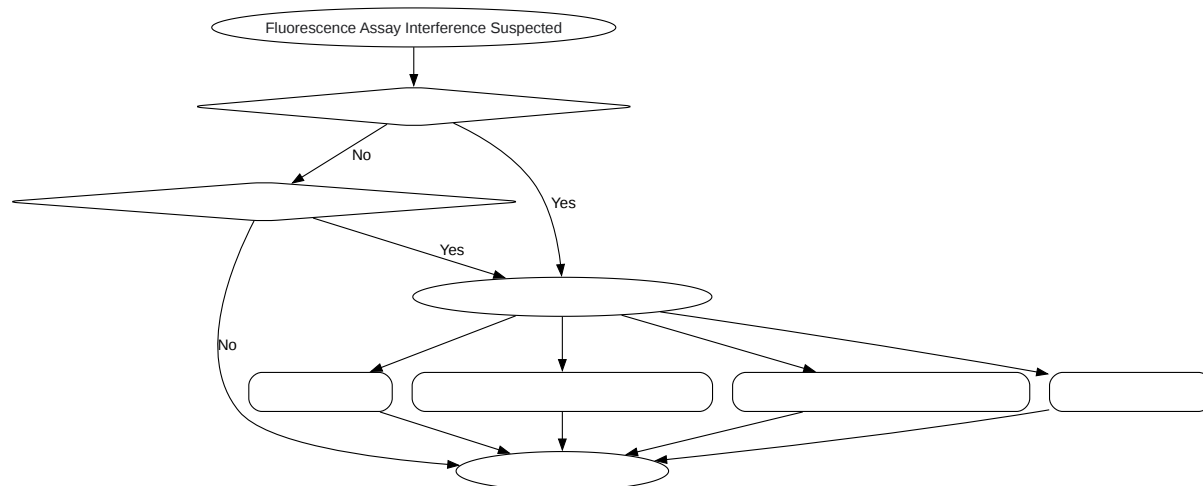 Fluorescence Assay Interference Suspected
No
Yes
Yes
No